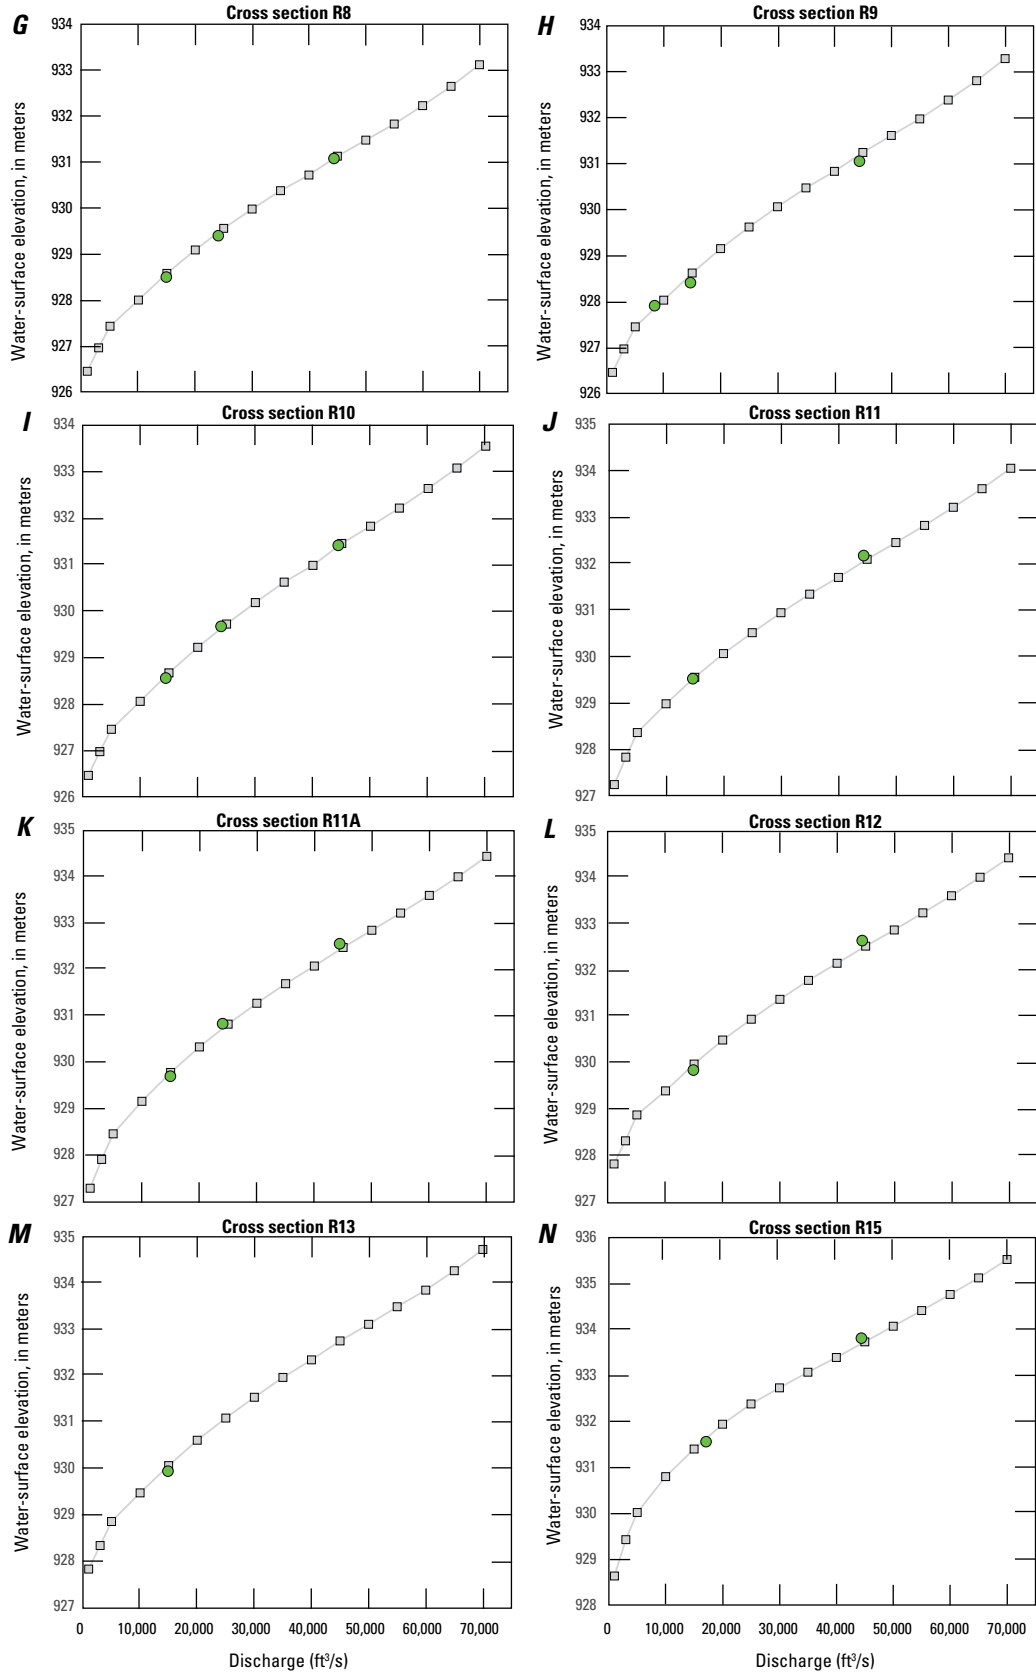 G
Cross section R8
934
933
932
931
930
929
928
927
926
Water-surface elevation, in meters
H
Cross section R9
934
933
932
931
930
929
928
927
926
Water-surface elevation, in meters
I
Cross section R10
934
933
932
931
930
929
928
927
926
Water-surface elevation, in meters
J
Cross section R11
935
934
933
932
931
930
929
928
927
Water-surface elevation, in meters
K
Cross section R11A
935
934
933
932
931
930
929
928
927
Water-surface elevation, in meters
L
Cross section R12
935
934
933
932
931
930
929
928
927
Water-surface elevation, in meters
M
Cross section R13
935
934
933
932
931
930
929
928
927
Water-surface elevation, in meters
0 10,000 20,000 30,000 40,000 50,000 60,000 70,000
Discharge (ft³/s)
N
Cross section R15
936
935
934
933
932
931
930
929
928
Water-surface elevation, in meters
0 10,000 20,000 30,000 40,000 50,000 60,000 70,000
Discharge (ft³/s)